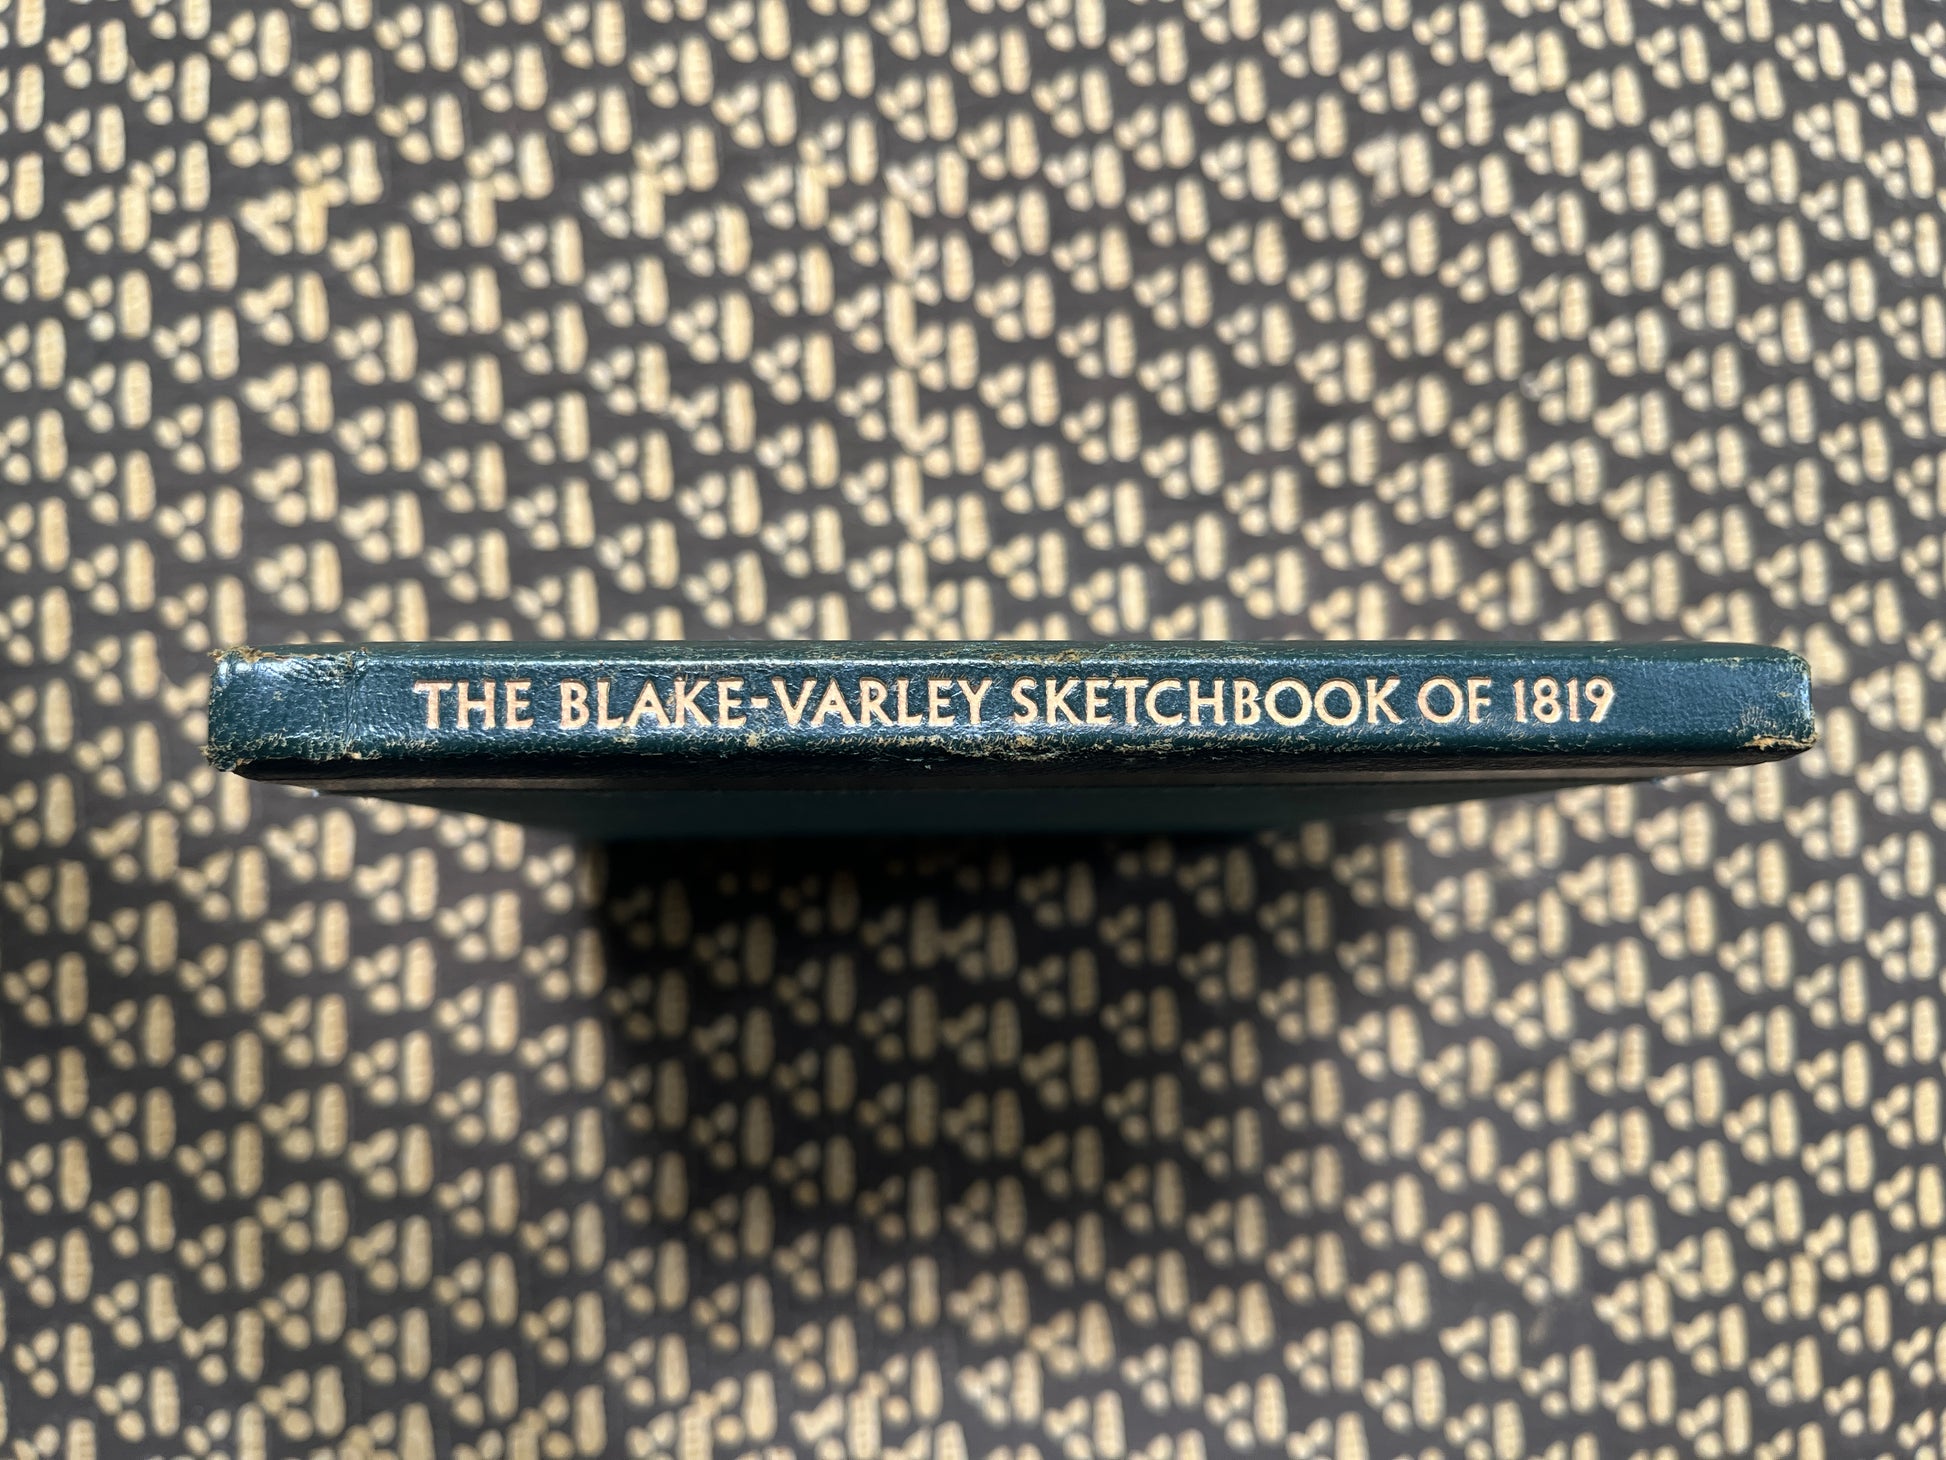 THE BLAKE-VARLEY SKETCHBOOK OF 1819